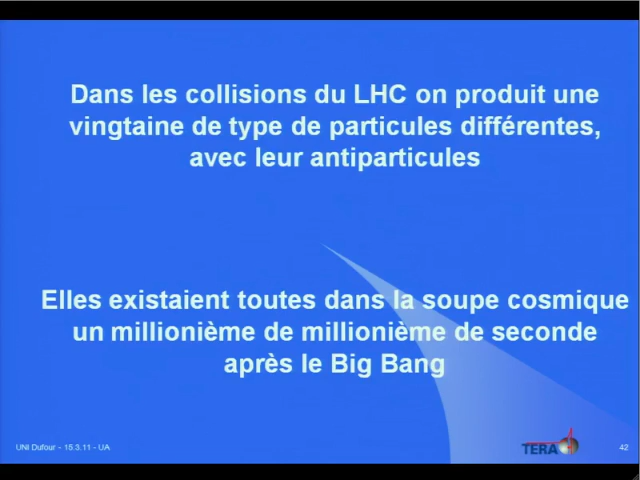 Dans les collisions du LHC on produit une
vingtaine de type de particules différentes,
avec leur antiparticules
Elles existaient toutes dans la soupe cosmique
un millionième de millionième de seconde
après le Big Bang
UNI Dufour - 15.3.11 - UA
TERA
42